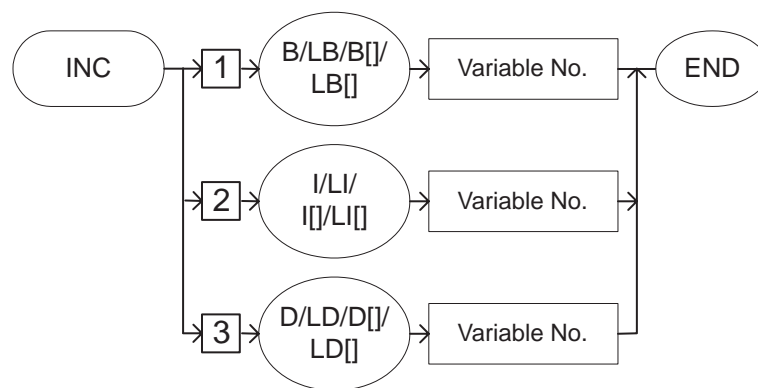 INC
1
B/LB/B[]/
LB[]
Variable No.
END
2
I/LI/
I[]/LI[]
Variable No.
3
D/LD/D[]/
LD[]
Variable No.